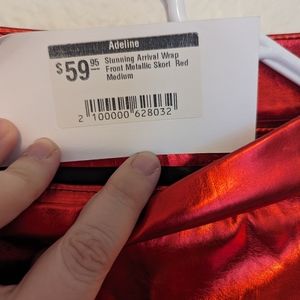 Adeline
$59.95
Stunning Arrival Wrap
Front Metallic Skort Red
Medium
2 100000 628032